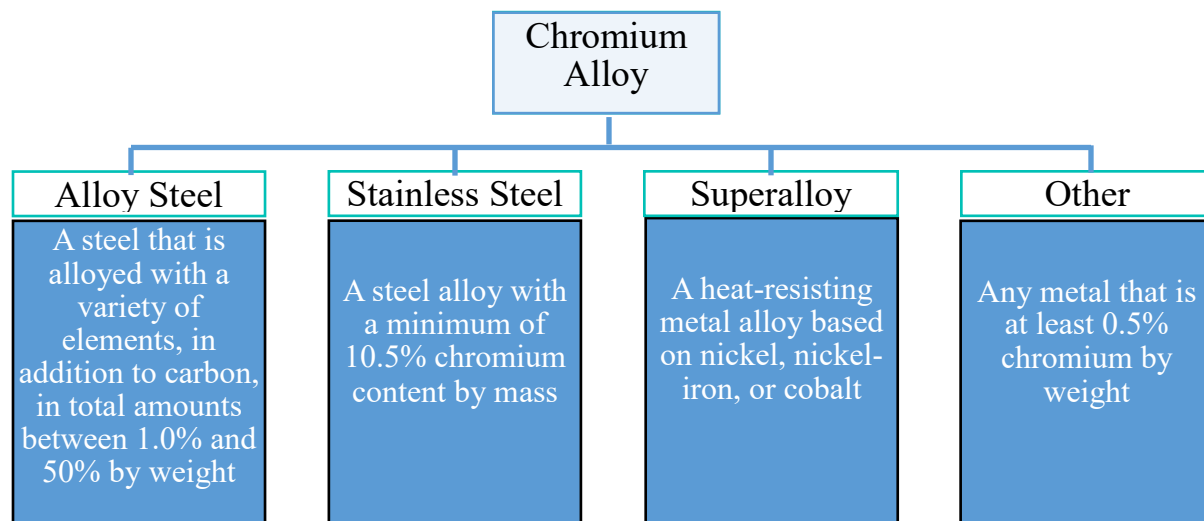 Chromium
Alloy
Alloy Steel
A steel that is
alloyed with a
variety of
elements, in
addition to carbon,
in total amounts
between 1.0% and
50% by weight
Stainless Steel
A steel alloy with
a minimum of
10.5% chromium
content by mass
Superalloy
A heat-resisting
metal alloy based
on nickel, nickel-
iron, or cobalt
Other
Any metal that is
at least 0.5%
chromium by
weight